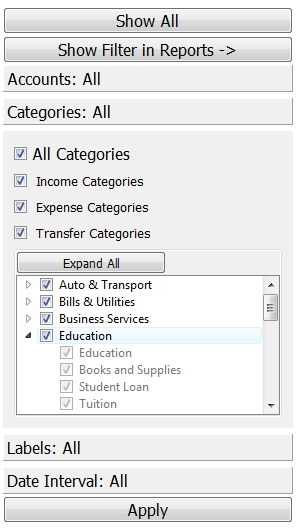 Show All
Show Filter in Reports ->
Accounts: All
Categories: All
All Categories
Income Categories
Expense Categories
Transfer Categories
Expand All
Auto & Transport
Bills & Utilities
Business Services
Education
Education
Books and Supplies
Student Loan
Tuition
Labels: All
Date Interval: All
Apply